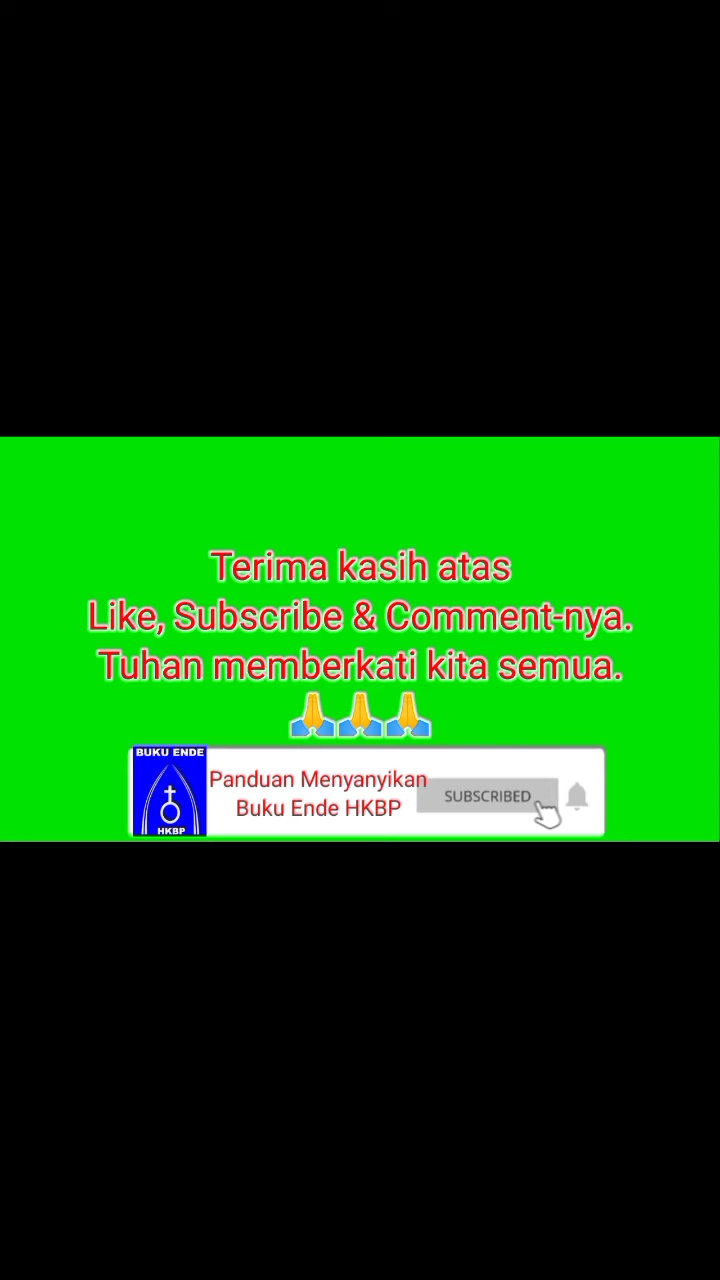 Terima kasih atas
Like, Subscribe & Comment-nya.
Tuhan memberkati kita semua.
🙏🙏🙏
BUKU ENDE
HKBP
Panduan Menyanyikan
Buku Ende HKBP
SUBSCRIBED